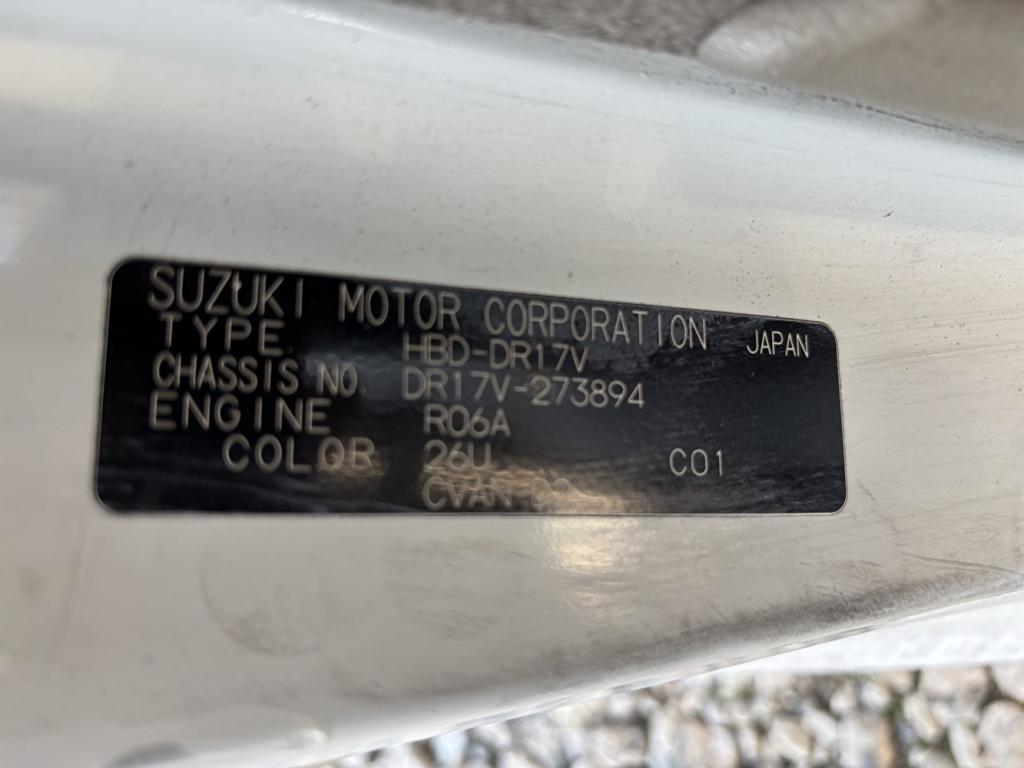 SUZUKI MOTOR CORPORATION JAPAN
TYPE HBD-DR17V
CHASSIS NO. DR17V-273894
ENGINE R06A
COLOR 26U C01